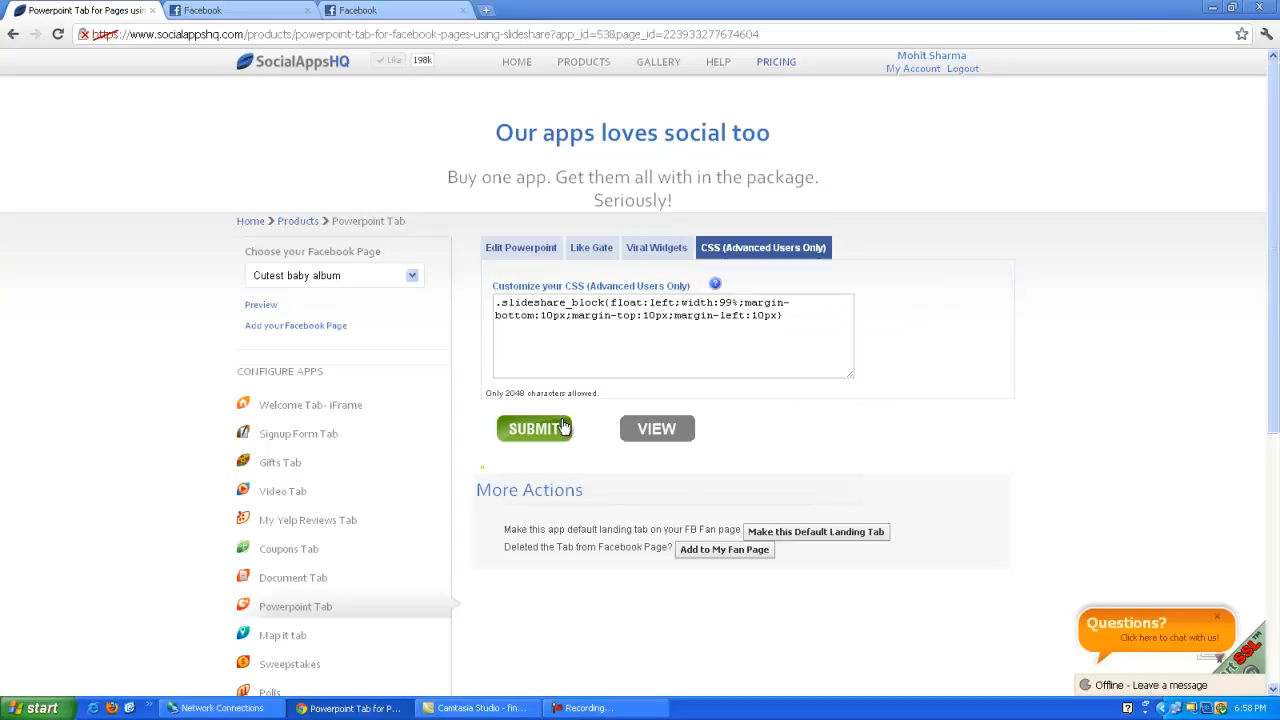 Powerpoint Tab for Pages usin
Facebook
Facebook
https://www.socialappshq.com/products/powerpoint-tab-for-facebook-pages-using-slideshare?app_id=53&page_id=223933277674604
SocialAppsHQ
Like
198k
HOME
PRODUCTS
GALLERY
HELP
PRICING
Mohit Sharma
My Account Logout
Our apps loves social too
Buy one app. Get them all with in the package.
Seriously!
Home > Products > Powerpoint Tab
Choose your Facebook Page
Cutest baby album
Preview
Add your Facebook Page
CONFIGURE APPS
Welcome Tab- iFrame
Signup Form Tab
Gifts Tab
Video Tab
My Yelp Reviews Tab
Coupons Tab
Document Tab
Powerpoint Tab
Map it tab
Sweepstakes
Polls
Edit Powerpoint
Like Gate
Viral Widgets
CSS (Advanced Users Only)
Customize your CSS (Advanced Users Only)
?
.slideshare_block{float:left;width:99%;margin-
bottom:10px;margin-top:10px;margin-left:10px}
Only 2048 characters allowed.
SUBMIT
VIEW
»
More Actions
Make this app default landing tab on your FB Fan page
Make this Default Landing Tab
Deleted the Tab from Facebook Page?
Add to My Fan Page
Questions?
Click here to chat with us!
SSL™
Offline - Leave a message
start
Network Connections
Powerpoint Tab for P...
Camtasia Studio - fin...
Recording...
6:58 PM